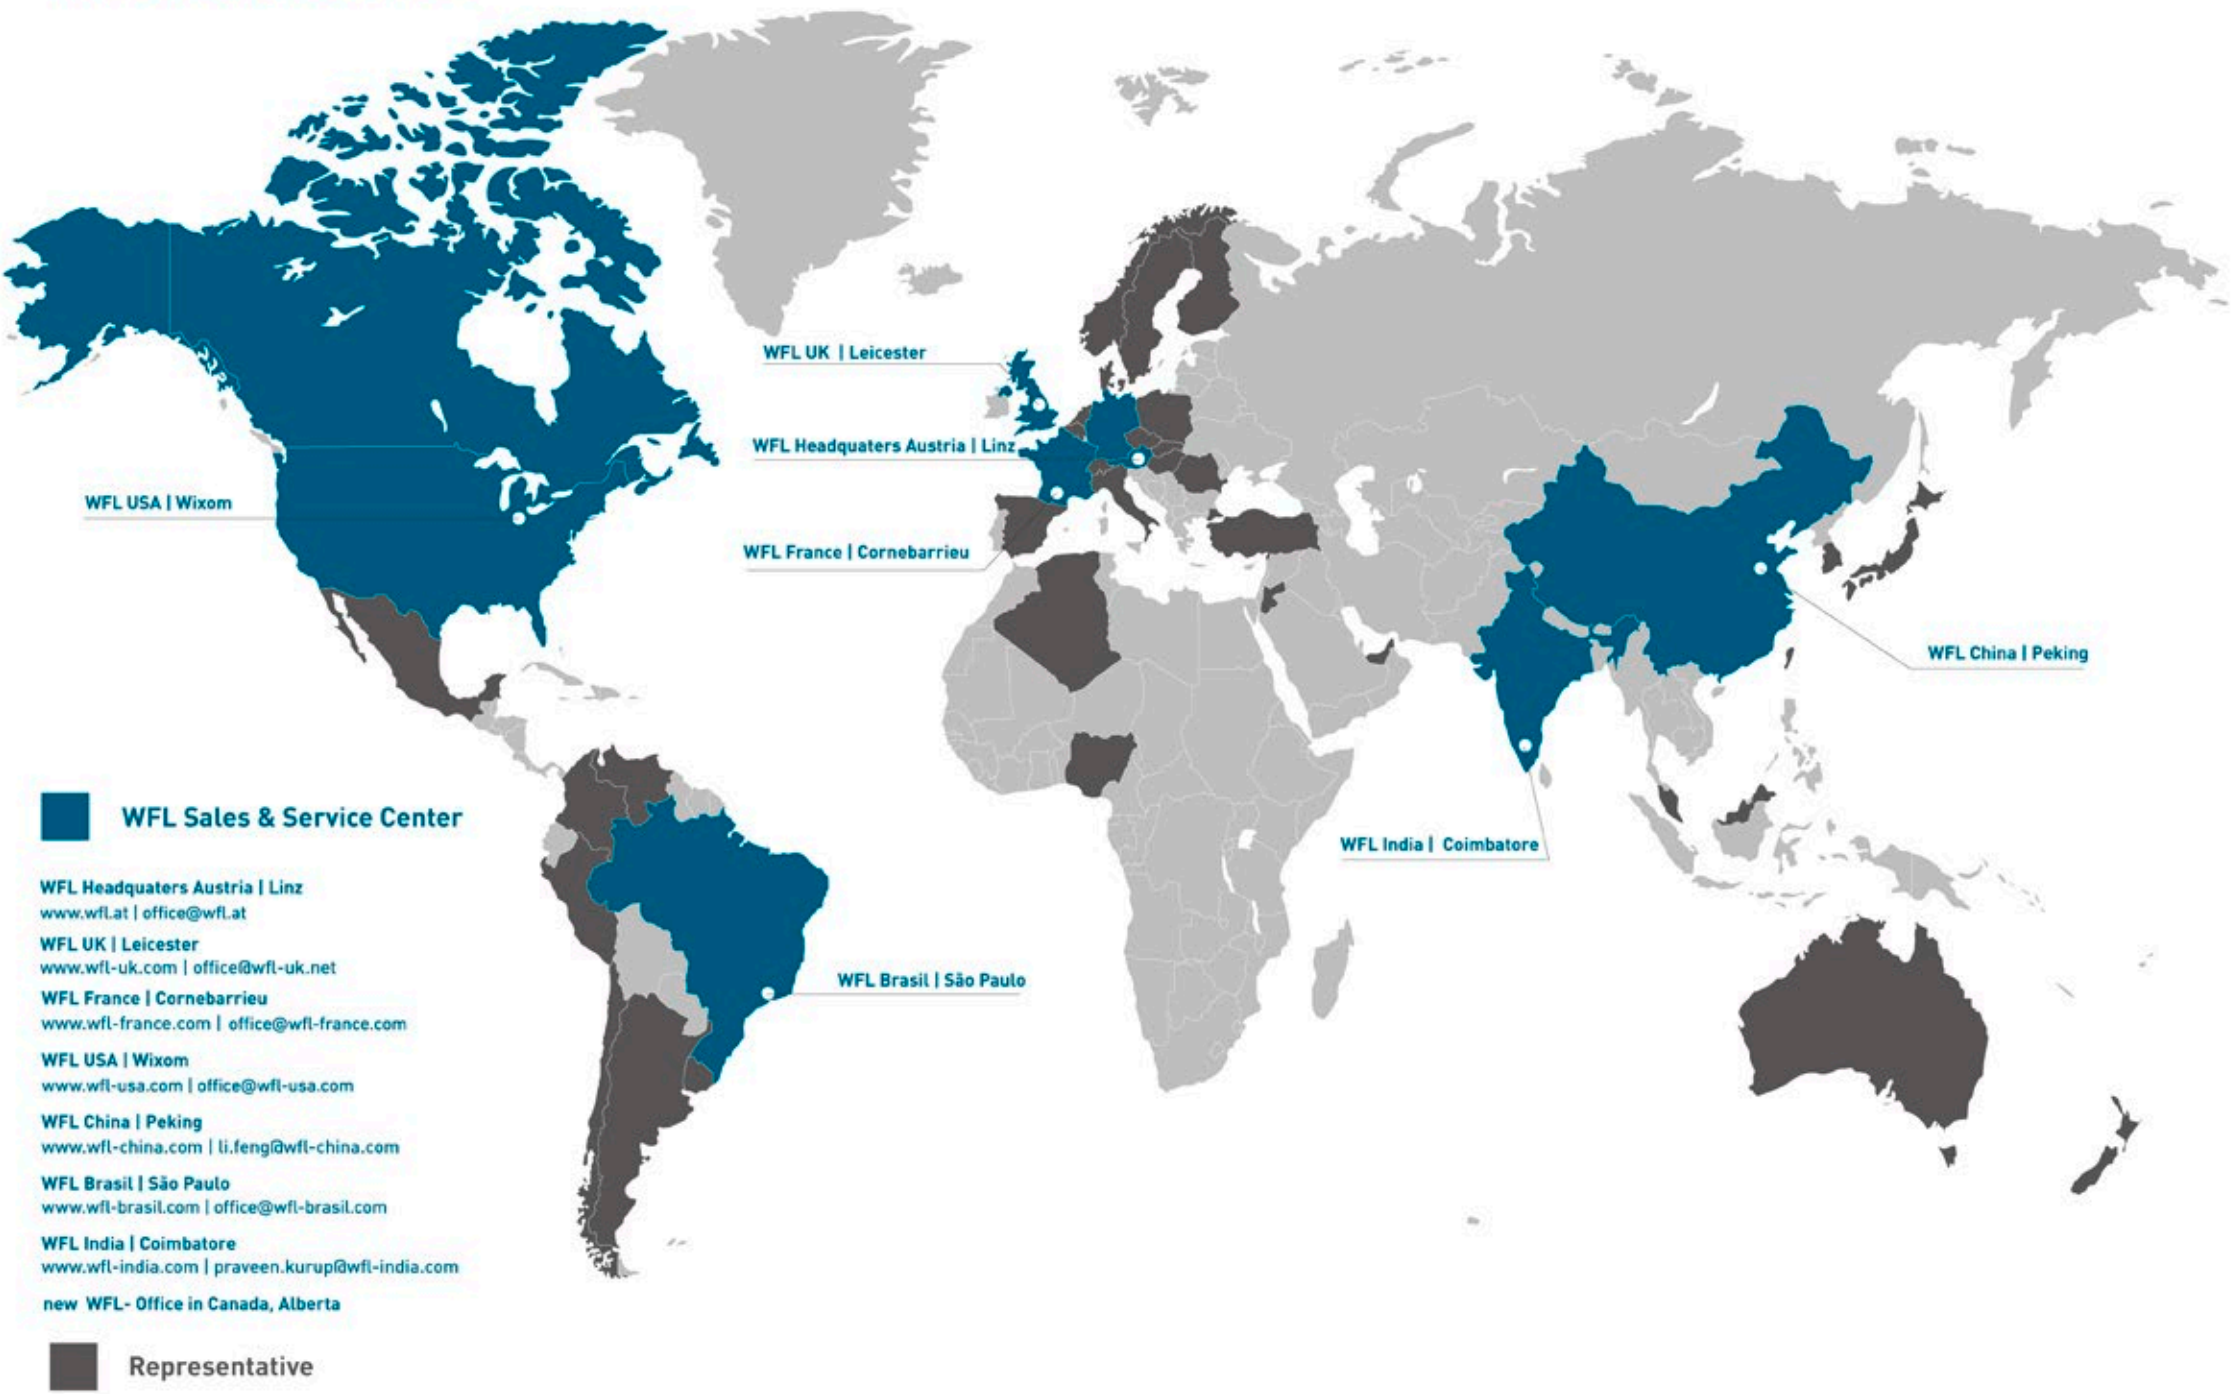 WFL UK | Leicester
WFL Headquaters Austria | Linz
WFL USA | Wixom
WFL France | Cornebarrieu
WFL China | Peking
WFL India | Coimbatore
WFL Brasil | São Paulo
WFL Sales & Service Center
WFL Headquaters Austria | Linz
www.wfl.at | office@wfl.at
WFL UK | Leicester
www.wfl-uk.com | office@wfl-uk.net
WFL France | Cornebarrieu
www.wfl-france.com | office@wfl-france.com
WFL USA | Wixom
www.wfl-usa.com | office@wfl-usa.com
WFL China | Peking
www.wfl-china.com | li.feng@wfl-china.com
WFL Brasil | São Paulo
www.wfl-brasil.com | office@wfl-brasil.com
WFL India | Coimbatore
www.wfl-india.com | praveen.kurup@wfl-india.com
new WFL- Office in Canada, Alberta
Representative